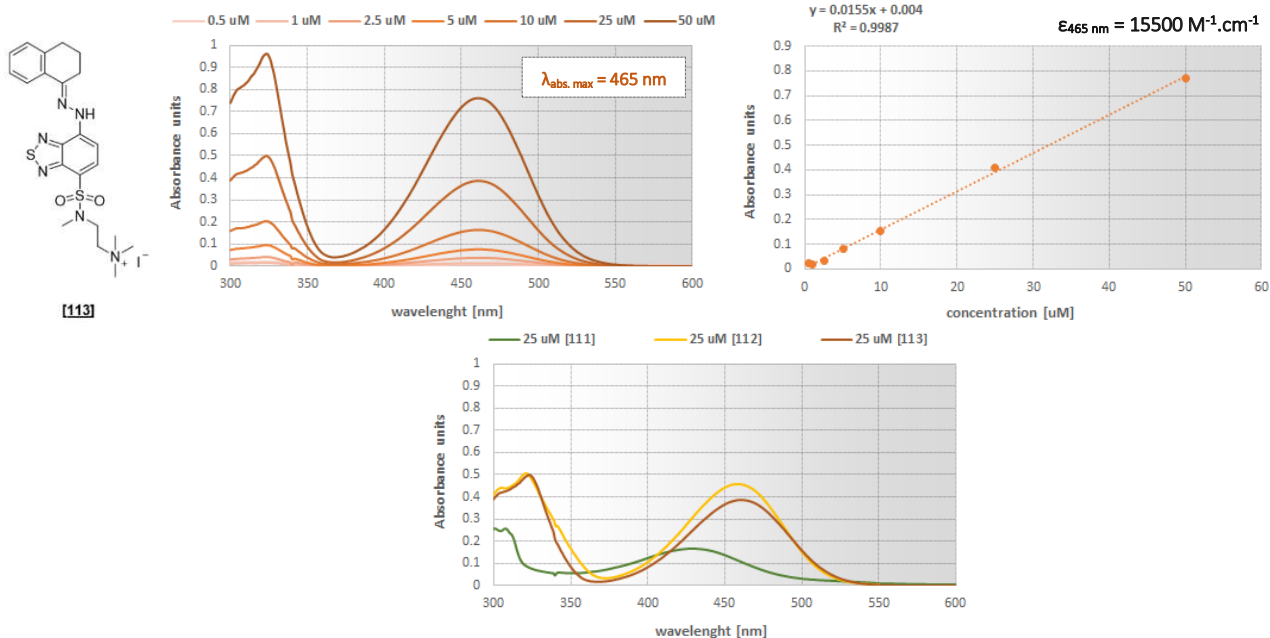 0.5 uM 1 uM 2.5 uM 5 uM 10 uM 25 uM 50 uM
Absorbance units
1
0.9
0.8
0.7
0.6
0.5
0.4
0.3
0.2
0.1
0
λabs. max = 465 nm
300 350 400 450 500 550 600
wavelenght [nm]
N
NH
N
S
N
O S O
N
N+ I−
[113]
y = 0.0155x + 0.004
R² = 0.9987
ε465 nm = 15500 M-1.cm-1
Absorbance units
0.9
0.8
0.7
0.6
0.5
0.4
0.3
0.2
0.1
0
0 10 20 30 40 50 60
concentration [uM]
25 uM [111] 25 uM [112] 25 uM [113]
Absorbance units
1
0.9
0.8
0.7
0.6
0.5
0.4
0.3
0.2
0.1
0
300 350 400 450 500 550 600
wavelenght [nm]